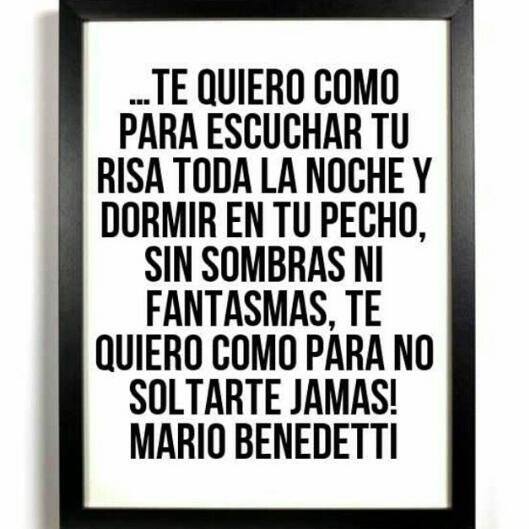 ...TE QUIERO COMO
PARA ESCUCHAR TU
RISA TODA LA NOCHE Y
DORMIR EN TU PECHO,
SIN SOMBRAS NI
FANTASMAS, TE
QUIERO COMO PARA NO
SOLTARTE JAMAS!
MARIO BENEDETTI